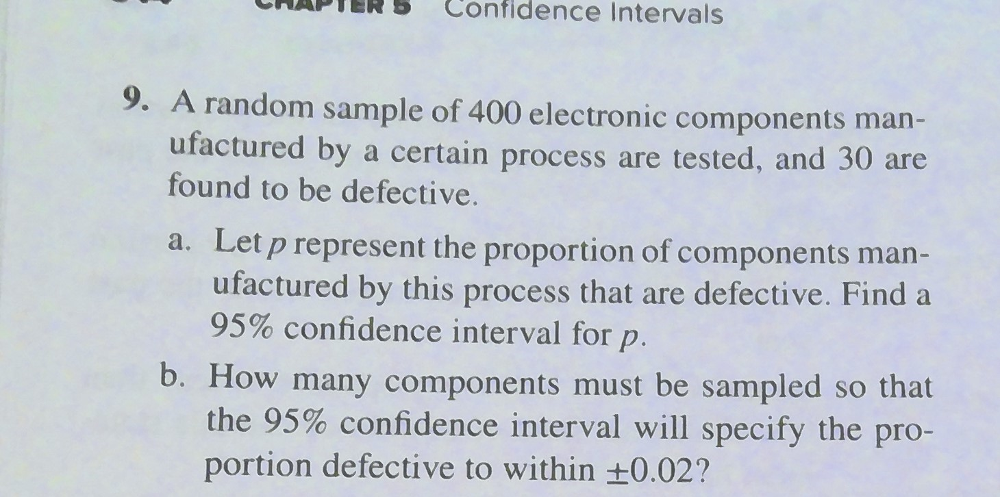 CHAPTER 5 Confidence Intervals
9. A random sample of 400 electronic components man-
ufactured by a certain process are tested, and 30 are
found to be defective.
a. Let p represent the proportion of components man-
ufactured by this process that are defective. Find a
95% confidence interval for p.
b. How many components must be sampled so that
the 95% confidence interval will specify the pro-
portion defective to within ±0.02?